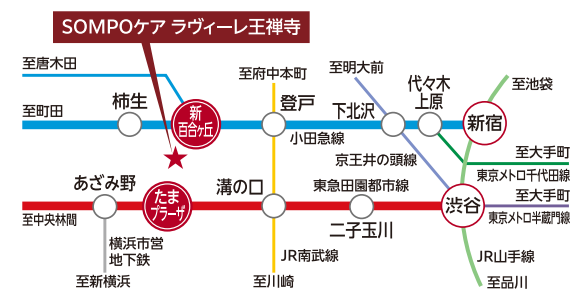 SOMPOケア ラヴィーレ王禅寺
至唐木田
至府中本町
至明大前
至池袋
代々木
上原
柿生
新
百合ヶ丘
登戸
下北沢
新宿
至町田
小田急線
至大手町
京王井の頭線
東京メトロ千代田線
あざみ野
たま
プラーザ
溝の口
東急田園都市線
渋谷
至大手町
至中央林間
二子玉川
東京メトロ半蔵門線
横浜市営
地下鉄
JR南武線
JR山手線
至新横浜
至川崎
至品川